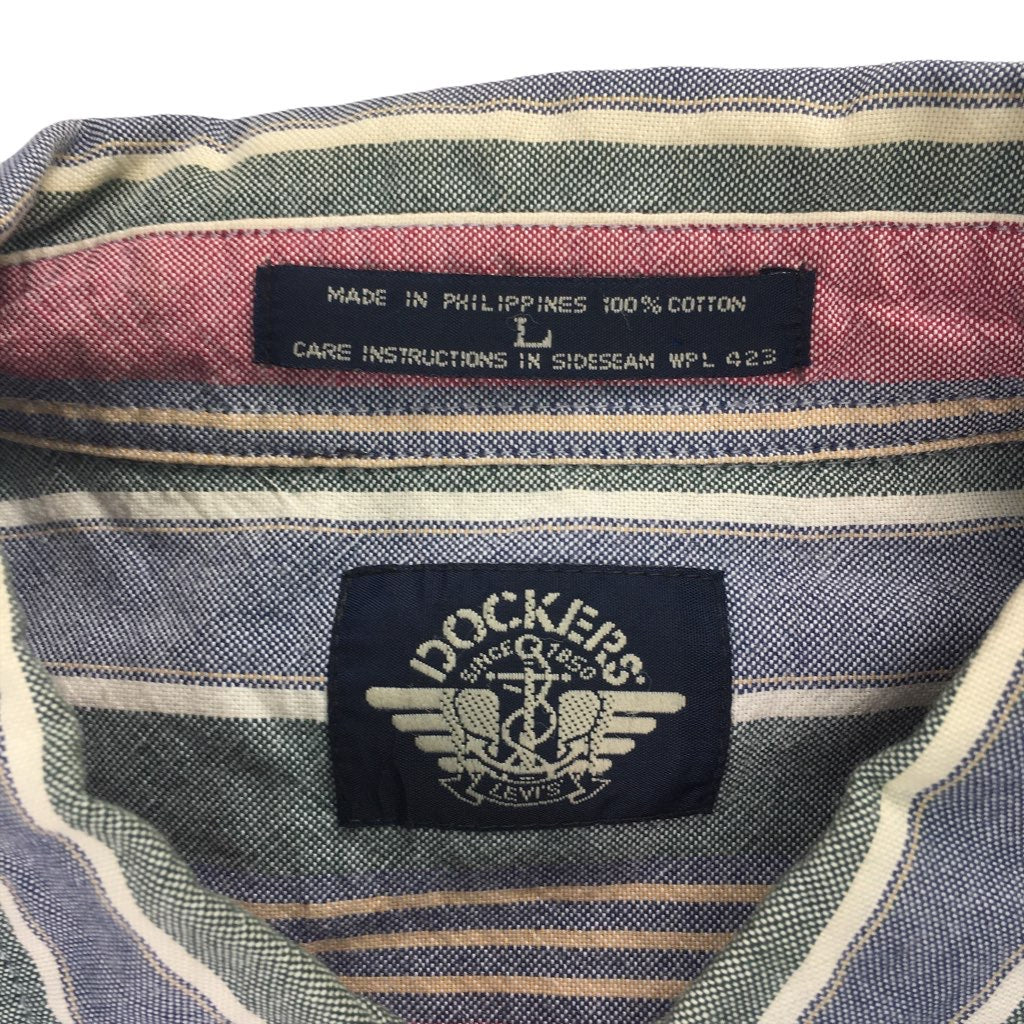 MADE IN PHILIPPINES 100% COTTON
L
CARE INSTRUCTIONS IN SIDESEAM WPL 423
DOCKERS
SINCE 1850
LEVI'S